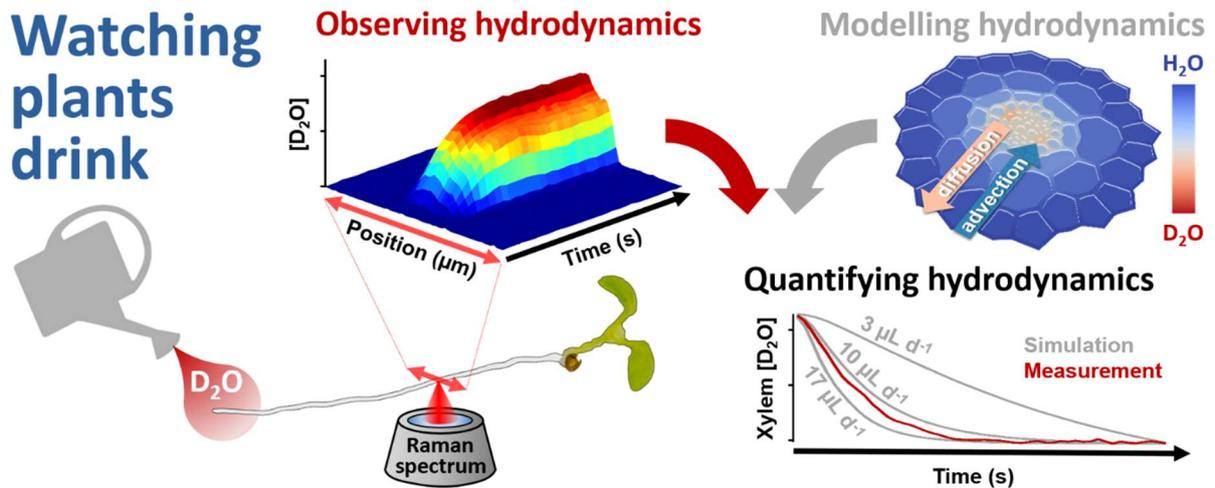 Watching
plants
drink
Observing hydrodynamics
[D₂O]
Position (µm)
Time (s)
D₂O
Raman
spectrum
Modelling hydrodynamics
diffusion
advection
H₂O
D₂O
Quantifying hydrodynamics
Xylem [D₂O]
3 µL d⁻¹
10 µL d⁻¹
17 µL d⁻¹
Simulation
Measurement
Time (s)